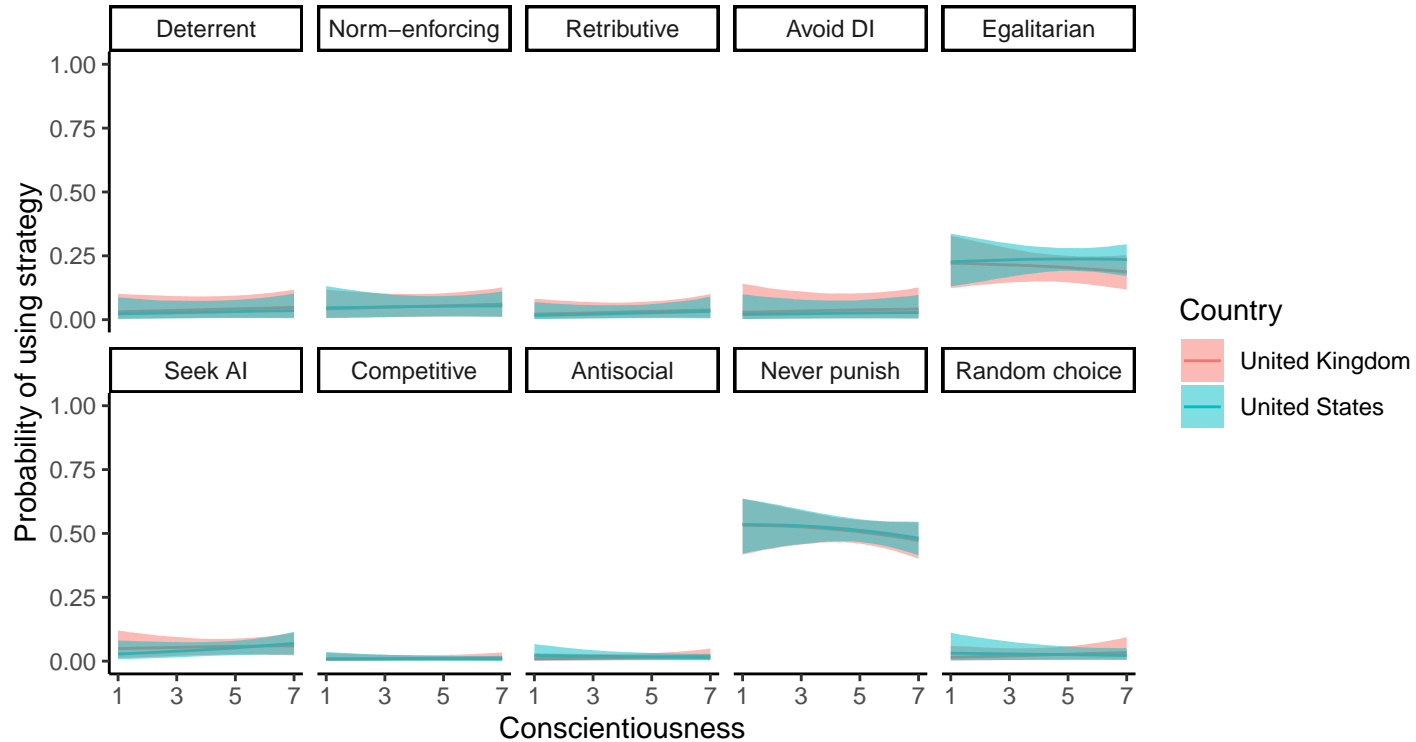 Deterrent Norm−enforcing Retributive Avoid DI Egalitarian
1.00
0.75
0.50
0.25
0.00
Seek AI Competitive Antisocial Never punish Random choice
1.00
0.75
0.50
0.25
0.00
1 3 5 7 1 3 5 7 1 3 5 7 1 3 5 7 1 3 5 7
Conscientiousness
Probability of using strategy
Country
United Kingdom
United States